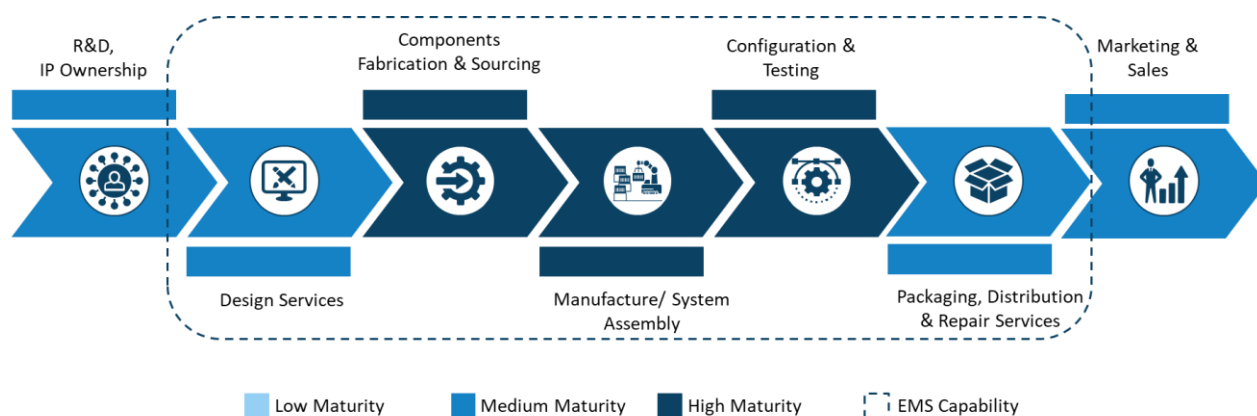 R&D,
IP Ownership
Components
Fabrication & Sourcing
Configuration &
Testing
Marketing &
Sales
Design Services
Manufacture/ System
Assembly
Packaging, Distribution
& Repair Services
Low Maturity
Medium Maturity
High Maturity
EMS Capability